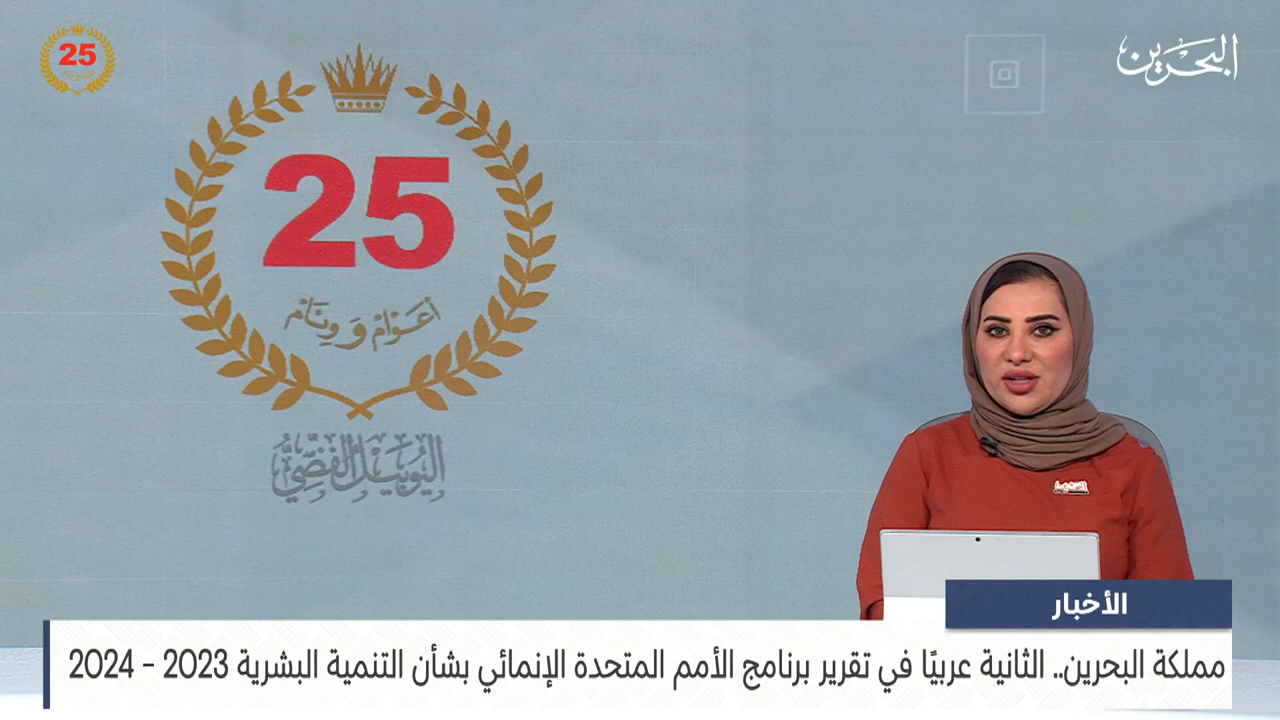 25
البحرين
25
أعوام و وئام
اليوبيل الفضي
الأخبار
مملكة البحرين.. الثانية عربيًا في تقرير برنامج الأمم المتحدة الإنمائي بشأن التنمية البشرية 2023 - 2024